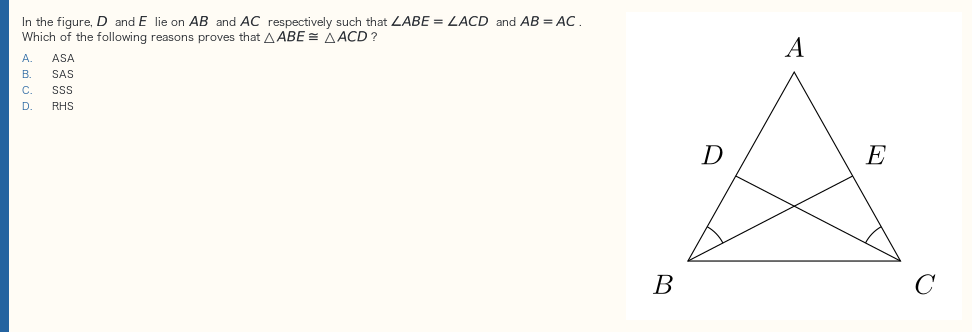 In the figure, D and E lie on AB and AC respectively such that ∠ABE = ∠ACD and AB = AC .
Which of the following reasons proves that △ABE ≅ △ACD ?
A. ASA
B. SAS
C. SSS
D. RHS
A
D
E
B
C